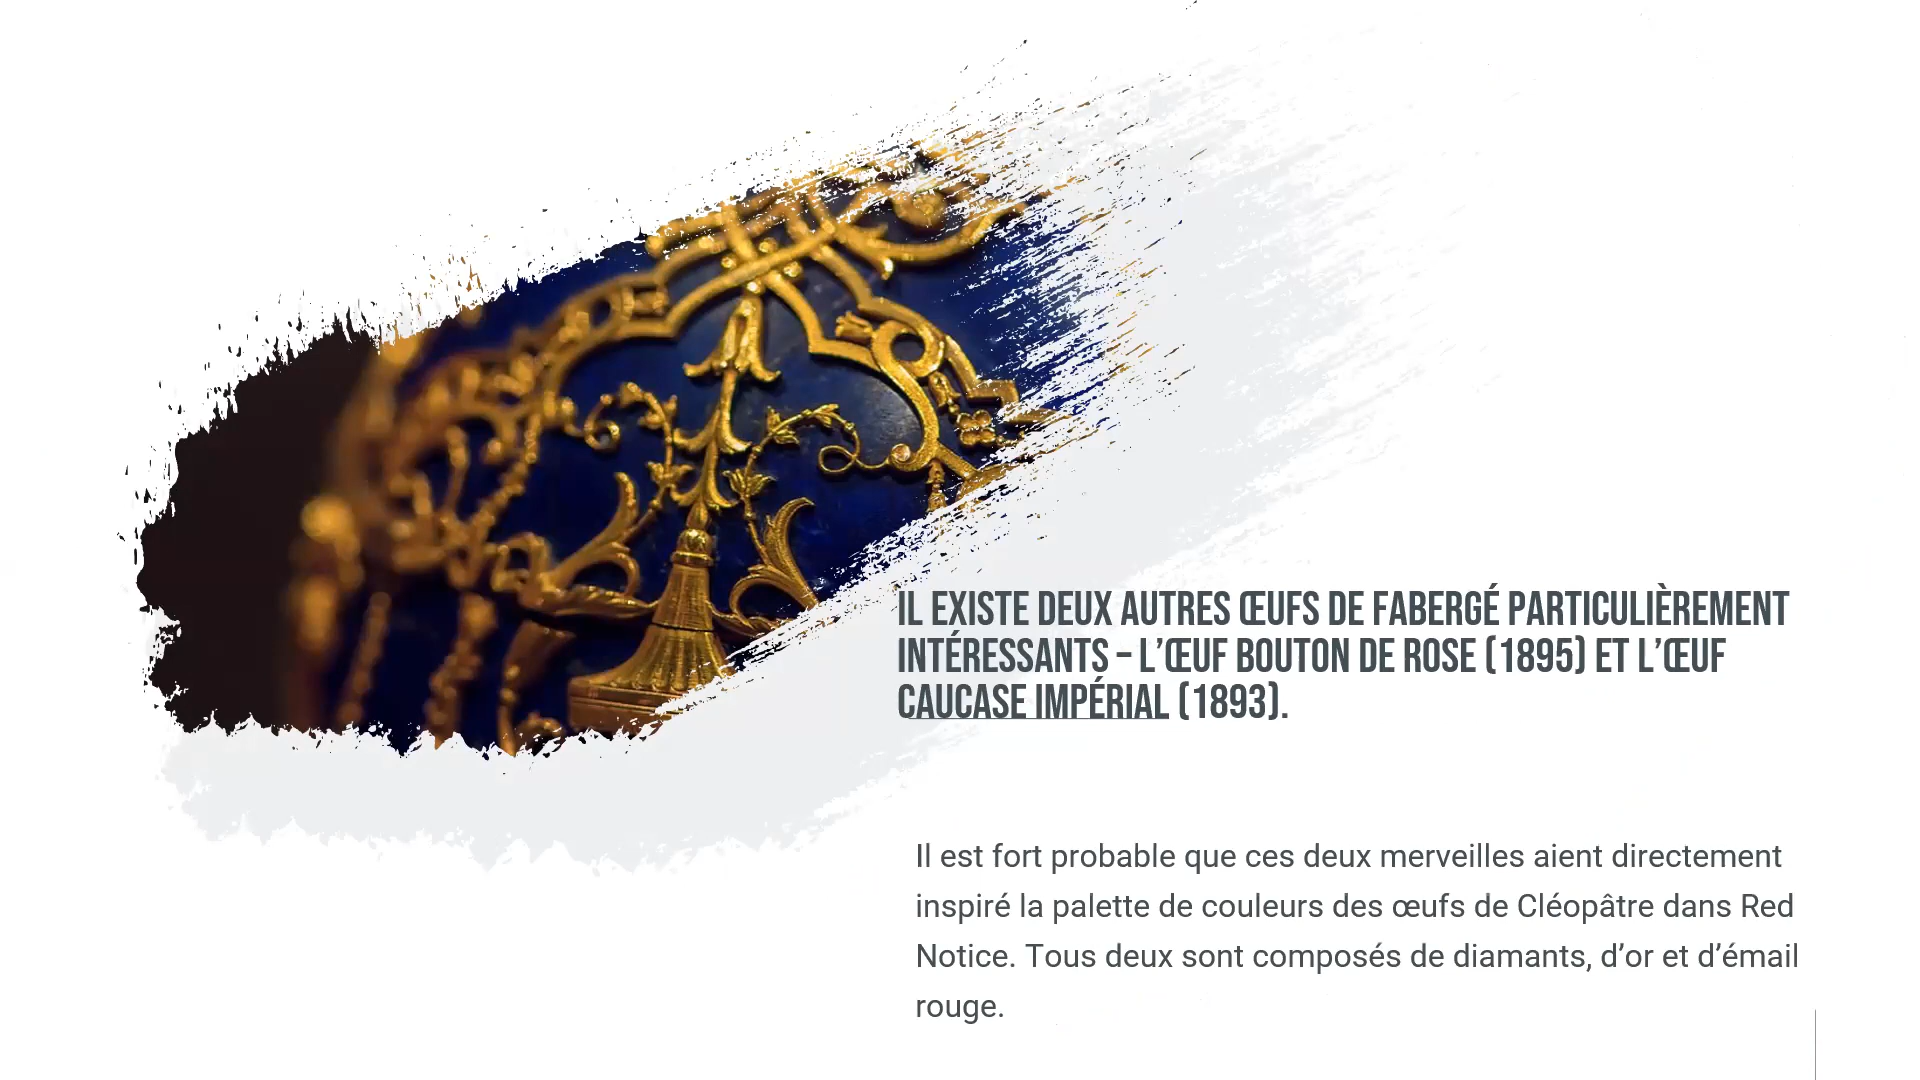 IL EXISTE DEUX AUTRES ŒUFS DE FABERGÉ PARTICULIÈREMENT
INTÉRESSANTS – L’ŒUF BOUTON DE ROSE (1895) ET L’ŒUF
CAUCASE IMPÉRIAL (1893).
Il est fort probable que ces deux merveilles aient directement
inspiré la palette de couleurs des œufs de Cléopâtre dans Red
Notice. Tous deux sont composés de diamants, d’or et d’émail
rouge.